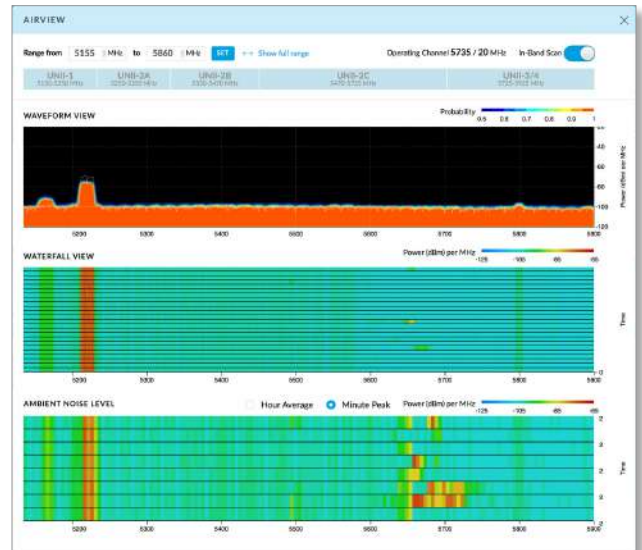 AIRVIEW
Range from 5155 MHz to 5860 MHz SET Show full range Operating Channel 5735 / 20 MHz In-Band Scan
UNII-1 UNII-2A UNII-2B UNII-2C UNII-3/4
WAVEFORM VIEW Probability 0.5 0.6 0.7 0.8 0.9 1
-20
-40
-60
-80
-100
-120
Power (dBm) per MHz
5200 5300 5400 5500 5600 5700 5800 5900
WATERFALL VIEW Power (dBm) per MHz -125 -105 -85 -65
Time
0
5200 5300 5400 5500 5600 5700 5800 5900
AMBIENT NOISE LEVEL Hour Average Minute Peak Power (dBm) per MHz -125 -105 -85 -65
Time
5200 5300 5400 5500 5600 5700 5800 5900